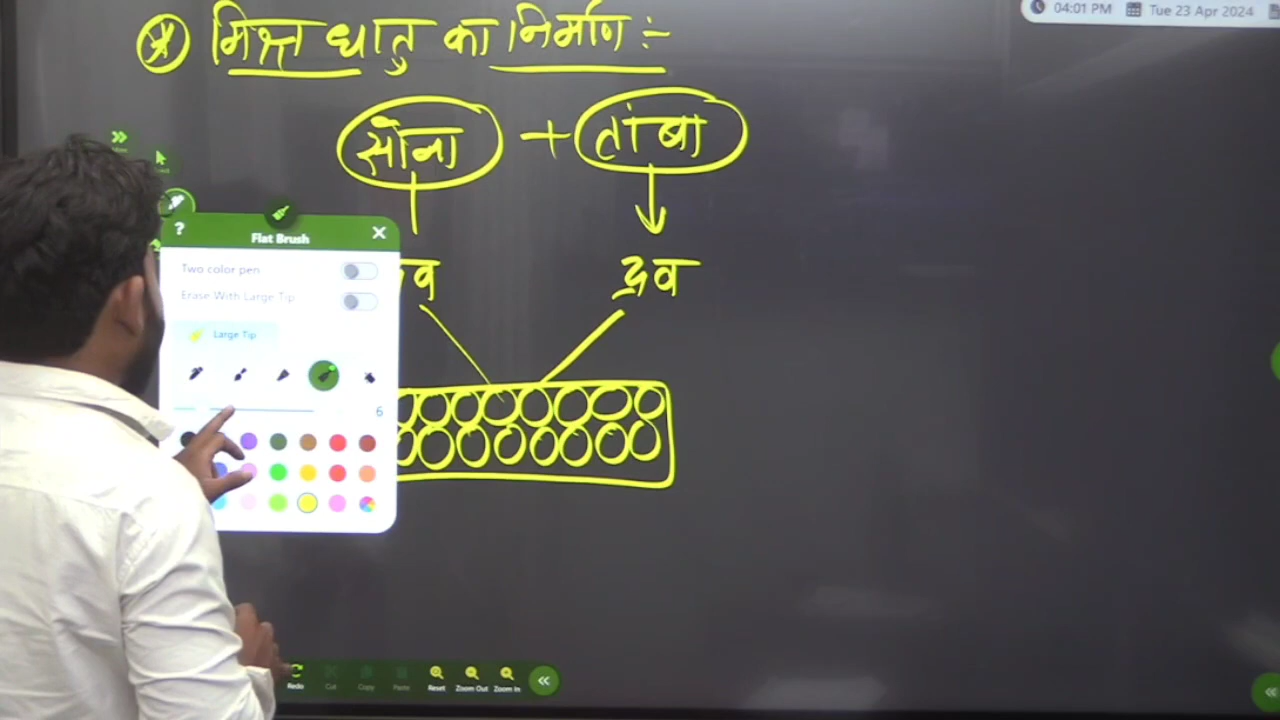 04:01 PM Tue 23 Apr 2024
मिश्र धातु का निर्माण :-
सोना + तांबा
द्रव
? Flat Brush
Two color pen
Erase With Large Tip
Large Tip
6
Redo Cut Copy Paste Reset Zoom Out Zoom In